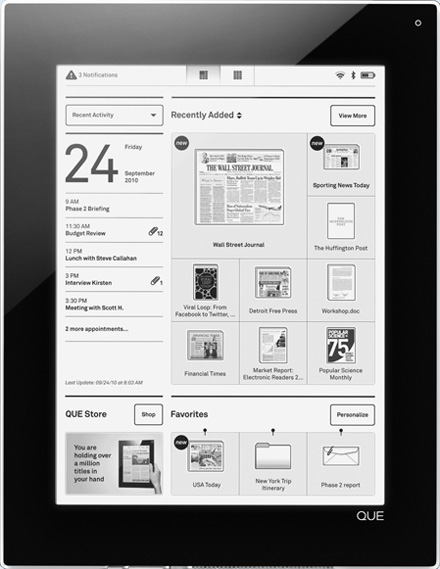 3 Notifications
Recent Activity
24
Friday
September
2010
9 AM
Phase 2 Briefing
11:30 AM
Budget Review
12
12 PM
Lunch with Steve Callahan
3 PM
Interview Kirsten
1
3:30 PM
Meeting with Scott H.
2 more appointments...
Last Update: 09/24/10 at 8:53 AM
Recently Added
View More
new
THE WALL STREET JOURNAL
Wall Street Journal
new
Sporting News Today
The Huffington Post
Viral Loop: From
Facebook to Twitter, ...
Detroit Free Press
Workshop.doc
FINANCIAL TIMES
Financial Times
Market Report:
Electronic Readers 2...
POPULAR
SCIENCE
75
Popular Science
Monthly
QUE Store
Shop
You are
holding over
a million
titles in
your hand
Favorites
Personalize
new
USA Today
New York Trip
Itinerary
Phase 2 report
QUE